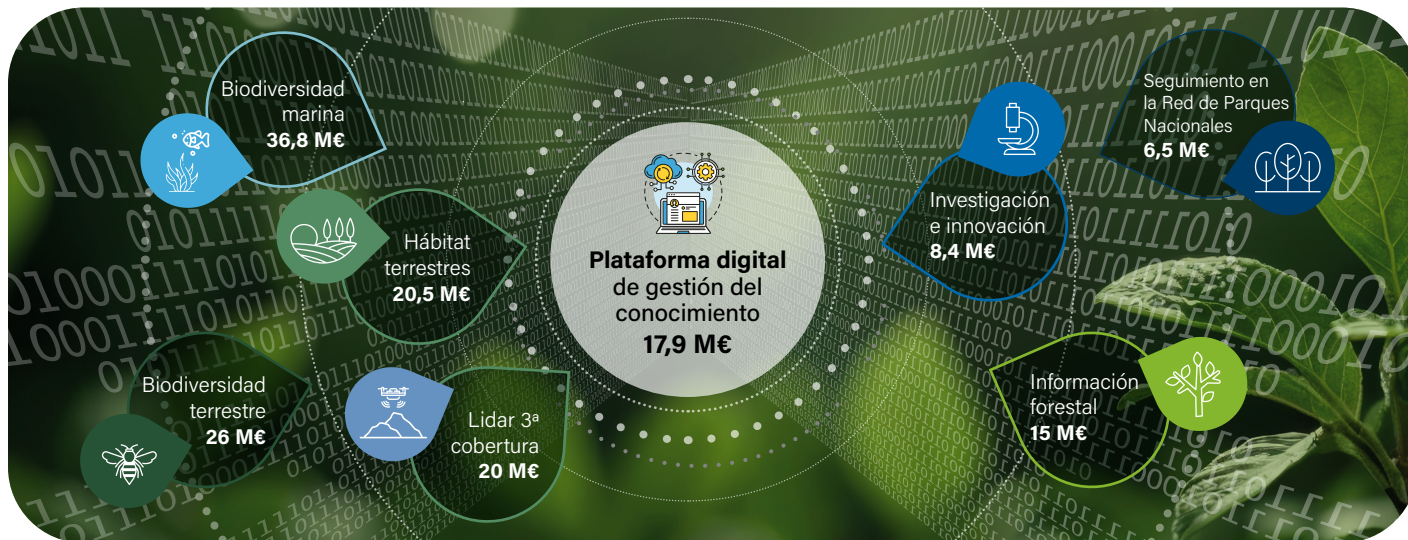 Biodiversidad
marina
36,8 M€
Hábitat
terrestres
20,5 M€
Biodiversidad
terrestre
26 M€
Lidar 3ª
cobertura
20 M€
Plataforma digital
de gestión del
conocimiento
17,9 M€
Investigación
e innovación
8,4 M€
Seguimiento en
la Red de Parques
Nacionales
6,5 M€
Información
forestal
15 M€